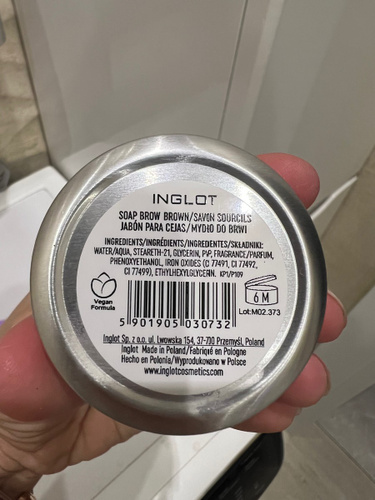 INGLOT
SOAP BROW BROWN/SAVON SOURCILS
JABÓN PARA CEJAS/MYDŁO DO BRWI
INGREDIENTS/INGRÉDIENTS/INGREDIENTES/SKŁADNIKI:
WATER/AQUA, STEARETH-21, GLYCERIN, PVP, FRAGRANCE/PARFUM,
PHENOXYETHANOL, IRON OXIDES (CI 77491, CI 77492,
CI 77499), ETHYLHEXYLGLYCERIN. KP1/P109
Vegan
Formula
6 M
Lot:M02.373
5 901905 030732
Inglot Sp. z o.o. ul. Lwowska 154, 37-700 Przemyśl, Poland
Inglot Made in Poland/Fabriqué en Pologne
Hecho en Polonia/Wyprodukowano w Polsce
www.inglotcosmetics.com